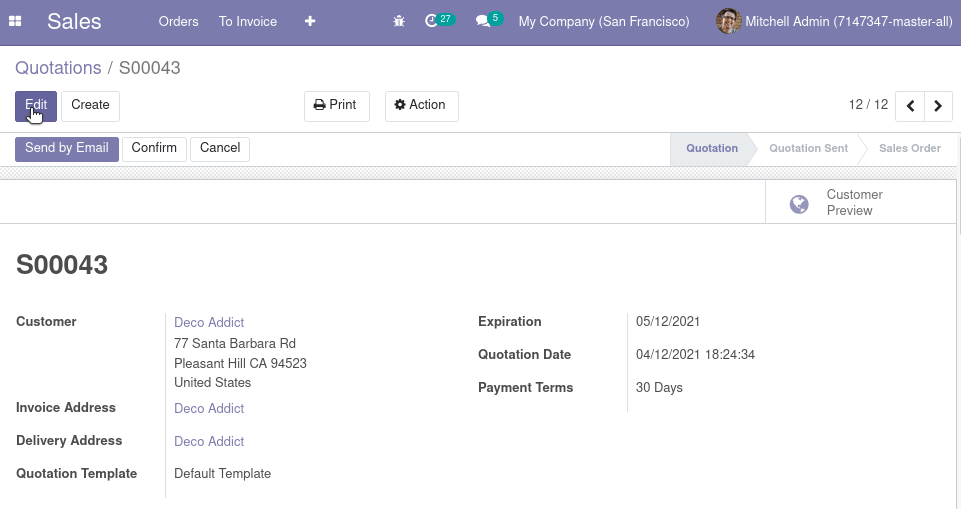 Sales Orders To Invoice 27 5 My Company (San Francisco) Mitchell Admin (7147347-master-all)
Quotations / S00043
Edit Create Print Action 12 / 12
Send by Email Confirm Cancel Quotation Quotation Sent Sales Order
Customer
Preview
S00043
Customer Deco Addict
77 Santa Barbara Rd
Pleasant Hill CA 94523
United States
Invoice Address Deco Addict
Delivery Address Deco Addict
Quotation Template Default Template
Expiration 05/12/2021
Quotation Date 04/12/2021 18:24:34
Payment Terms 30 Days